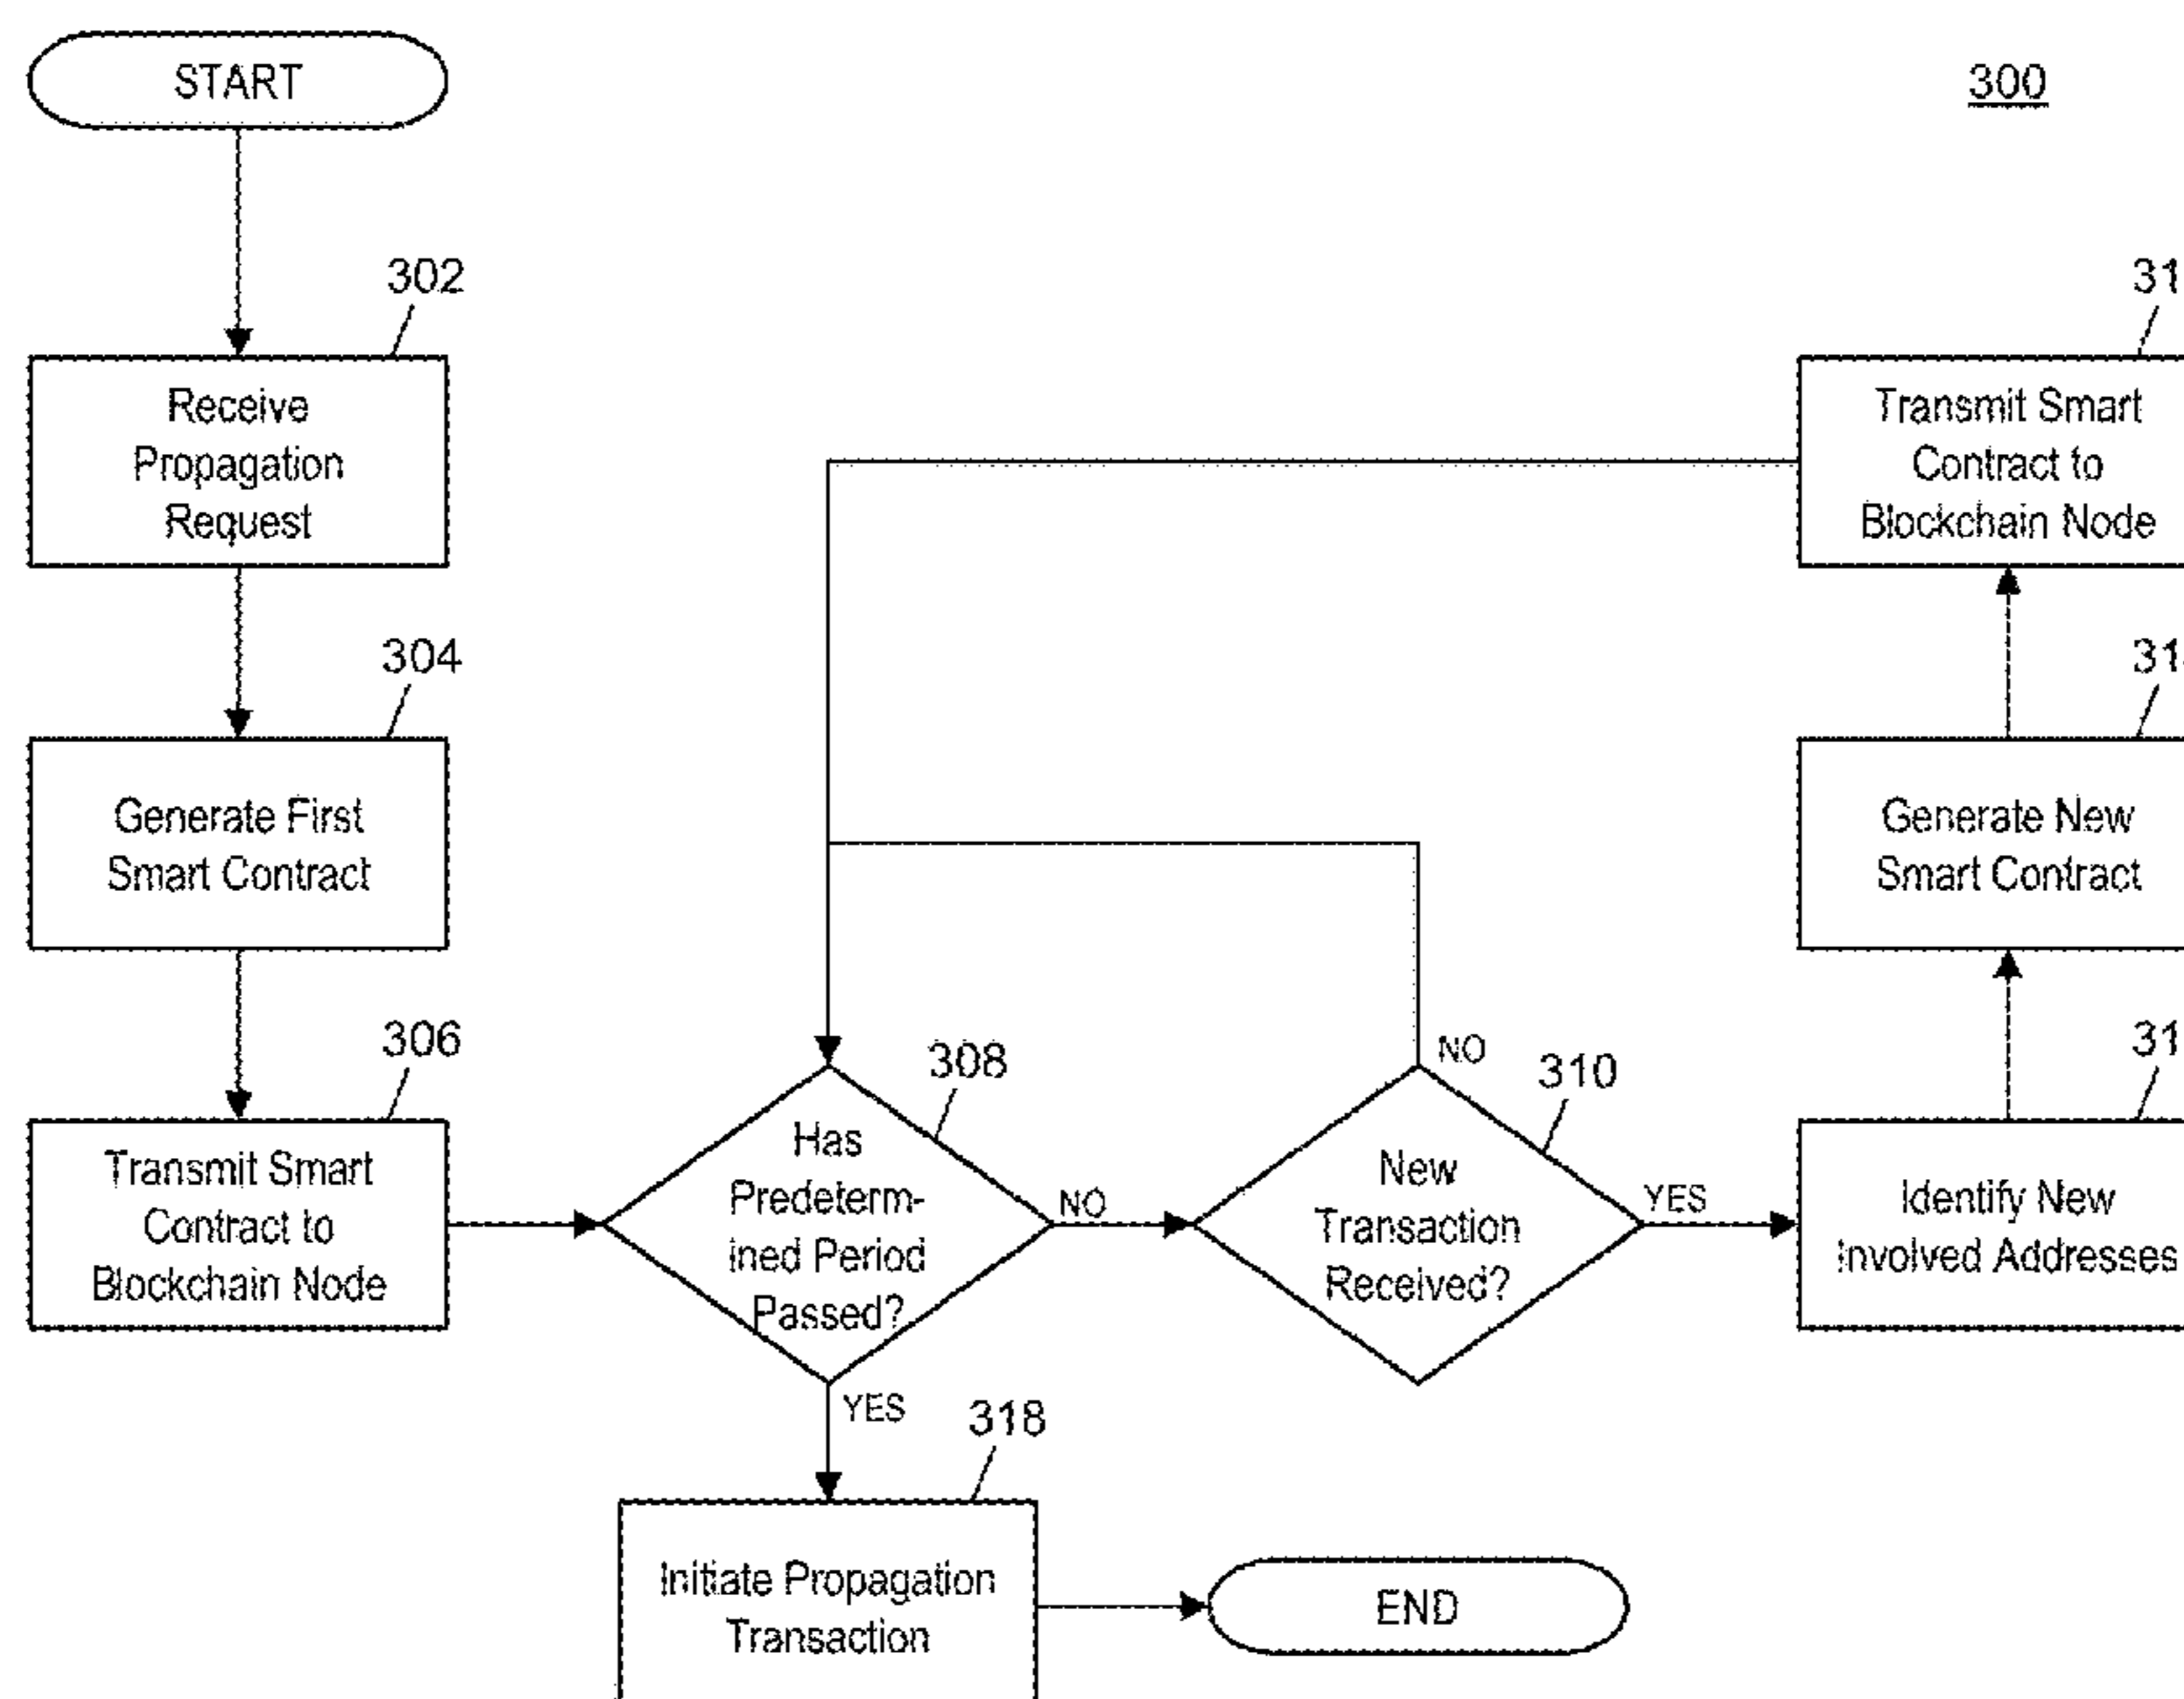 START
300
302
Receive
Propagation
Request
304
Generate First
Smart Contract
306
Transmit Smart
Contract to
Blockchain Node
308
Has
Predeterm-
ined Period
Passed?
NO
YES
310
New
Transaction
Received?
NO
YES
31
Identify New
Involved Addresses
31
Generate New
Smart Contract
31
Transmit Smart
Contract to
Blockchain Node
318
Initiate Propagation
Transaction
END